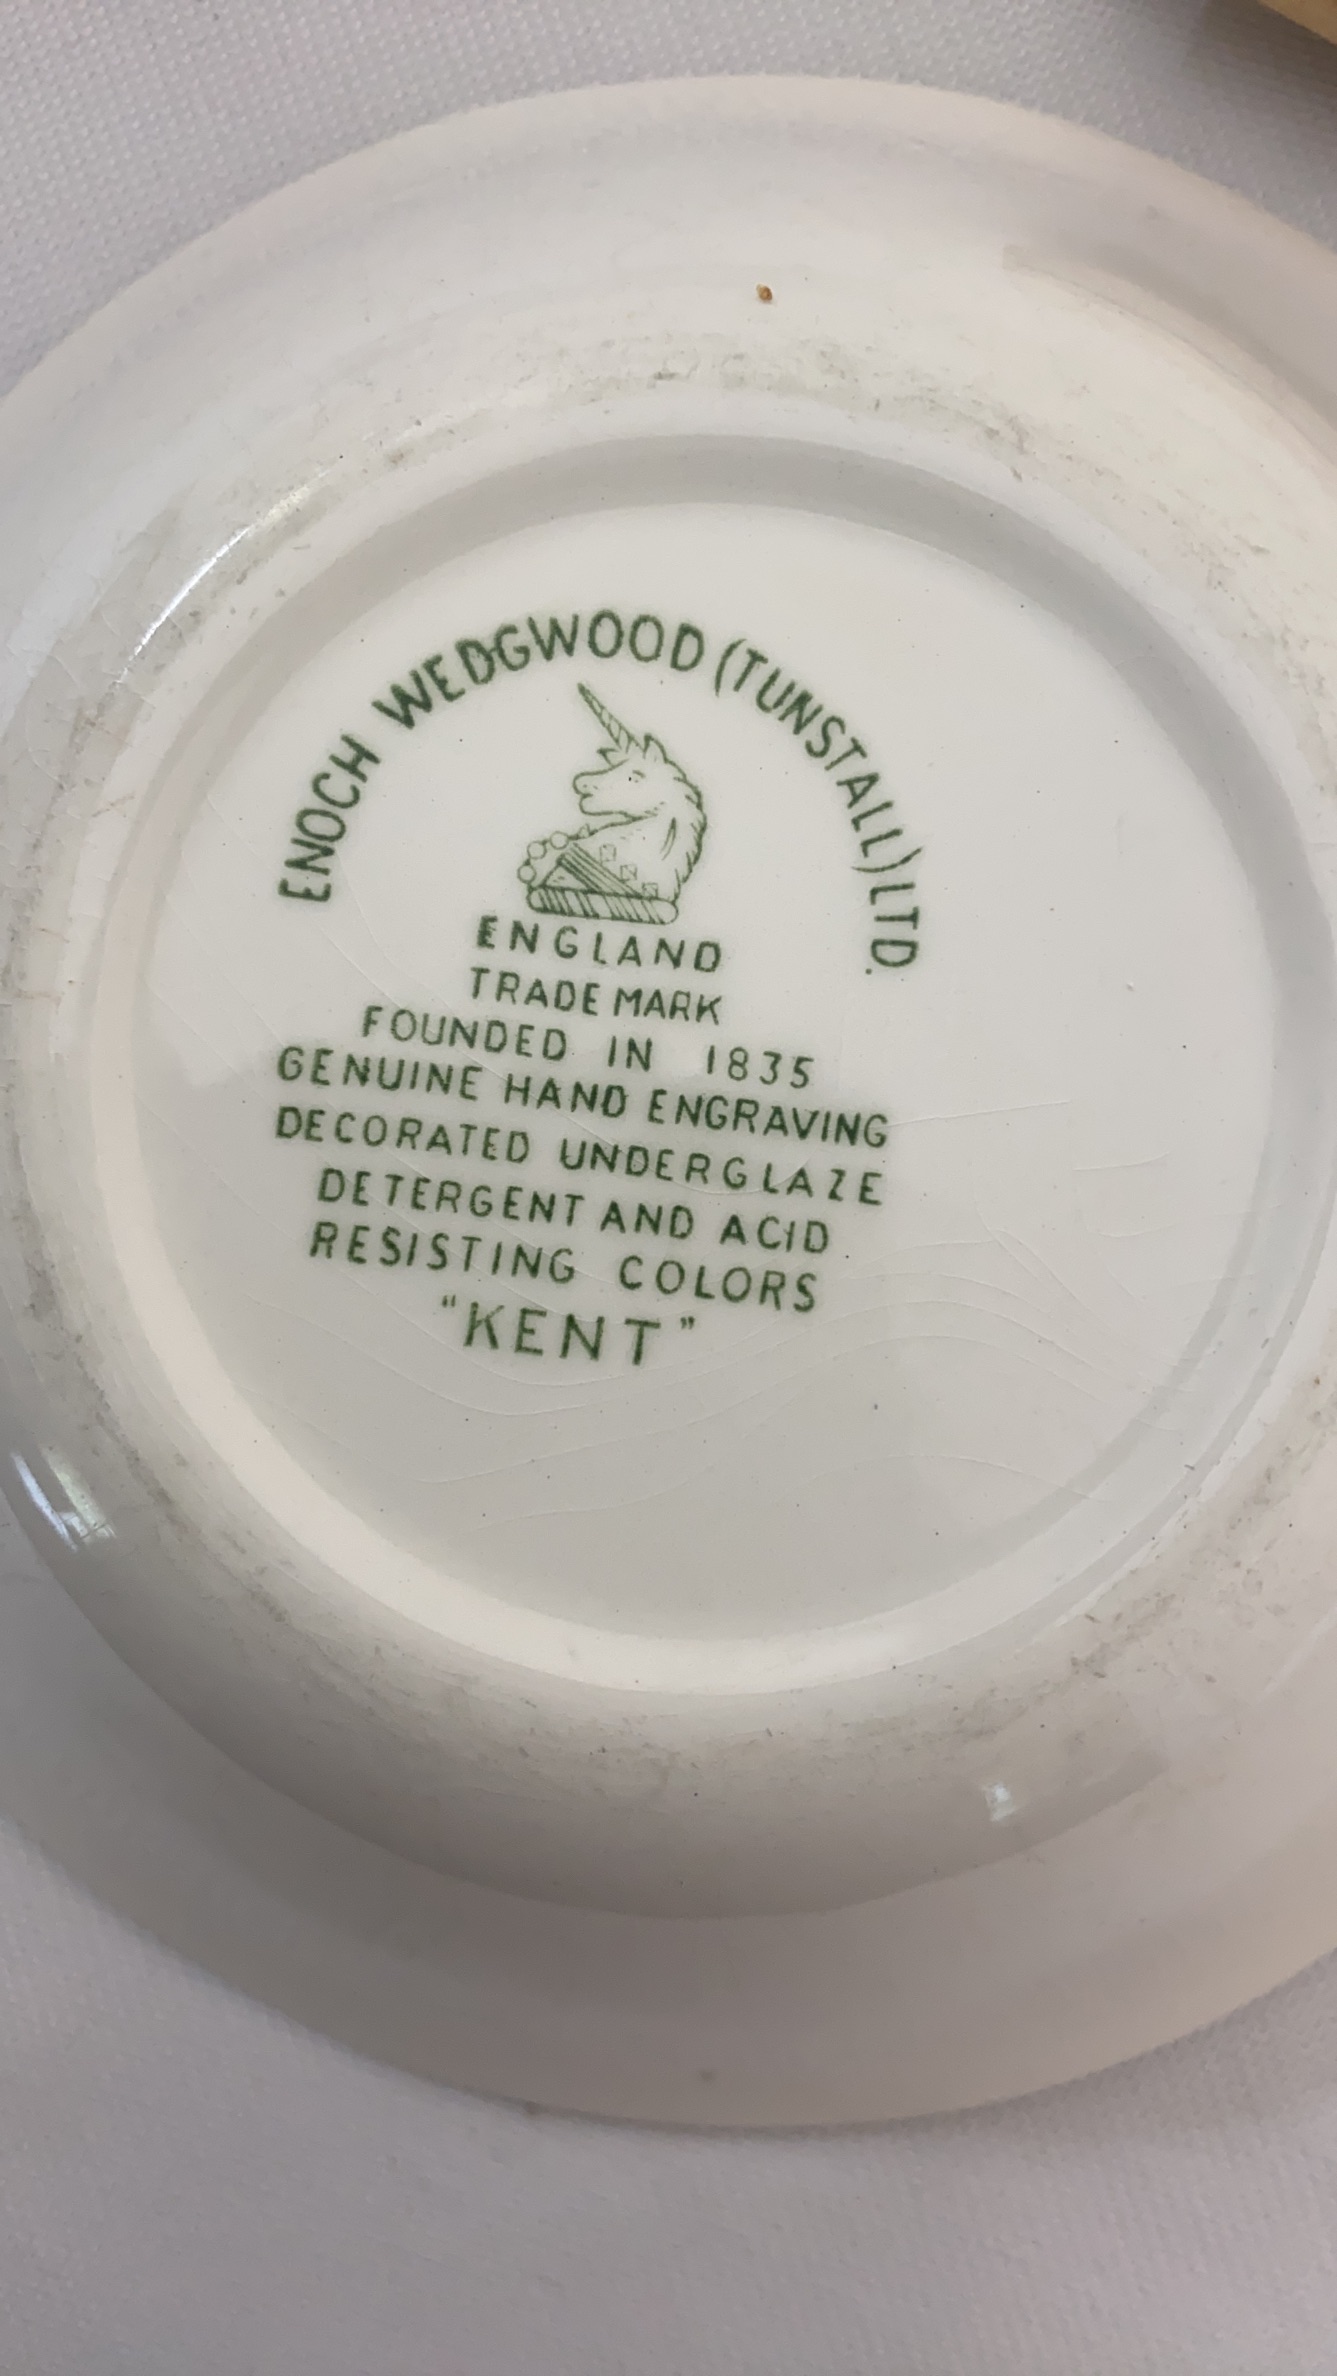 ENOCH WEDGWOOD (TUNSTALL) LTD.
ENGLAND
TRADE MARK
FOUNDED IN 1835
GENUINE HAND ENGRAVING
DECORATED UNDERGLAZE
DETERGENT AND ACID
RESISTING COLORS
"KENT"